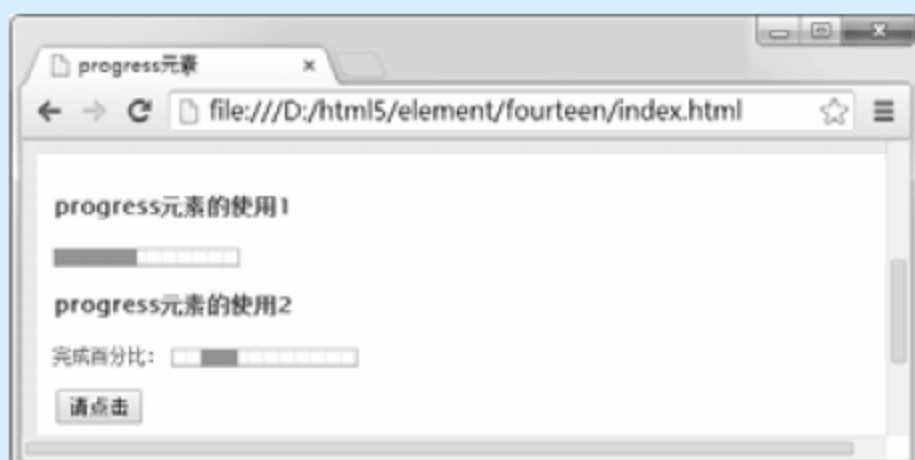 progress元素
file:///D:/html5/element/fourteen/index.html
progress元素的使用1
progress元素的使用2
完成百分比：
请点击